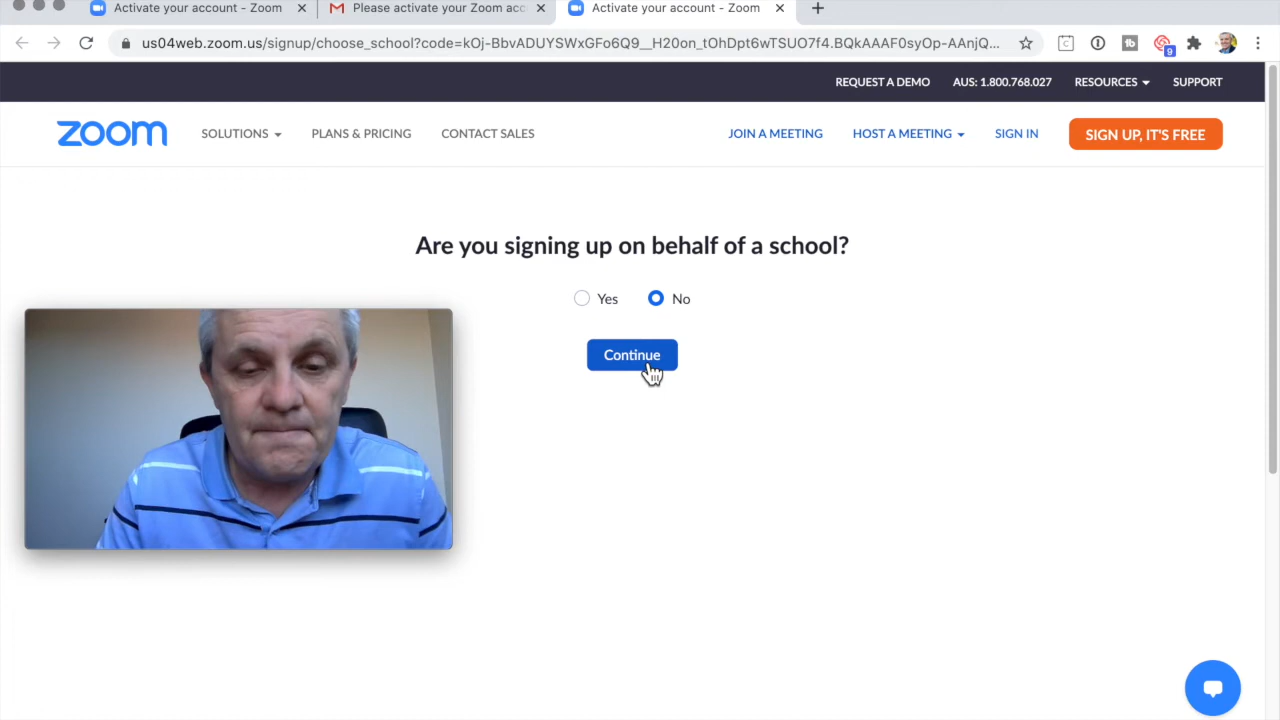 Activate your account - Zoom
Please activate your Zoom acc
Activate your account - Zoom
us04web.zoom.us/signup/choose_school?code=kOj-BbvADUYSWxGFo6Q9__H20on_tOhDpt6wTSUO7f4.BQkAAAF0syOp-AAnjQ...
9
REQUEST A DEMO AUS: 1.800.768.027 RESOURCES SUPPORT
zoom SOLUTIONS PLANS & PRICING CONTACT SALES JOIN A MEETING HOST A MEETING SIGN IN SIGN UP, IT'S FREE
Are you signing up on behalf of a school?
Yes No
Continue